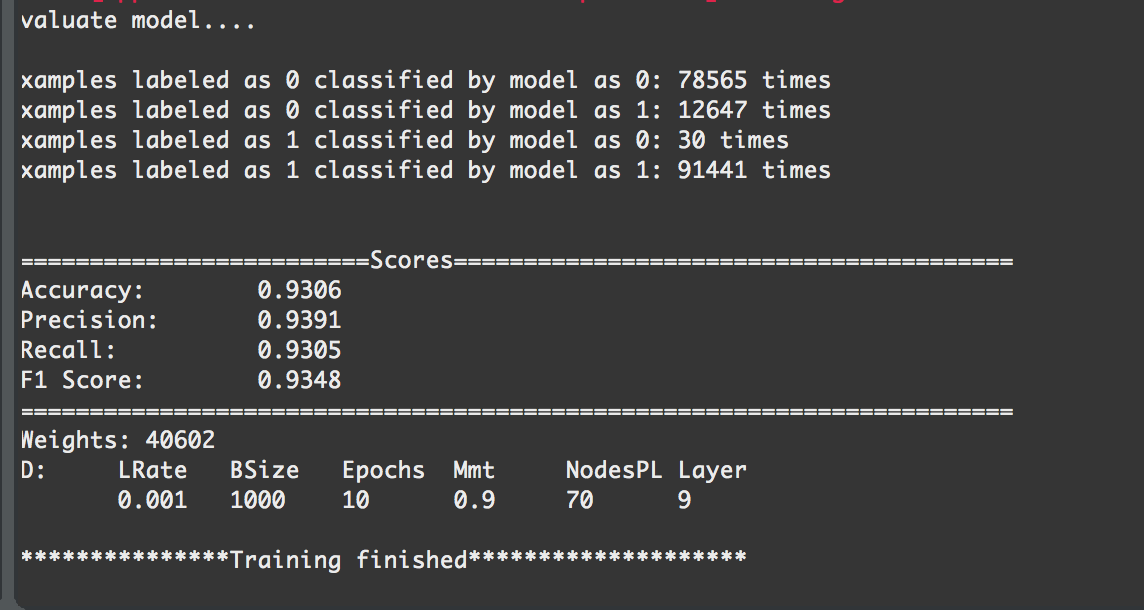 valuate model....
xamples labeled as 0 classified by model as 0: 78565 times
xamples labeled as 0 classified by model as 1: 12647 times
xamples labeled as 1 classified by model as 0: 30 times
xamples labeled as 1 classified by model as 1: 91441 times
=========================Scores========================================
Accuracy: 0.9306
Precision: 0.9391
Recall: 0.9305
F1 Score: 0.9348
=======================================================================
Weights: 40602
D: LRate BSize Epochs Mmt NodesPL Layer
0.001 1000 10 0.9 70 9
***************Training finished********************